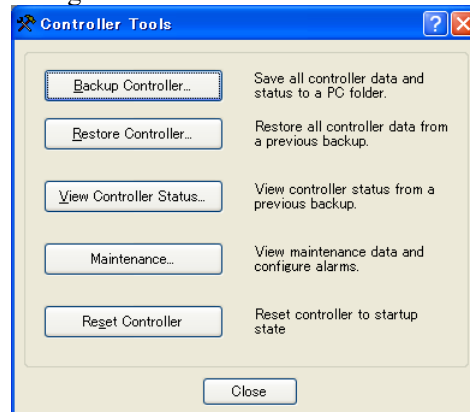 Controller Tools
Backup Controller...
Save all controller data and
status to a PC folder.
Restore Controller...
Restore all controller data from
a previous backup.
View Controller Status...
View controller status from a
previous backup.
Maintenance...
View maintenance data and
configure alarms.
Reset Controller
Reset controller to startup
state
Close